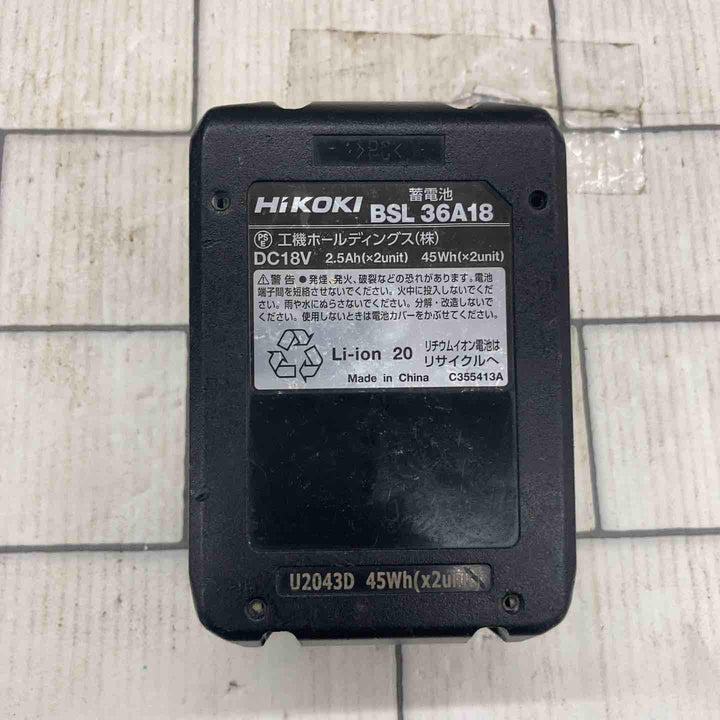 >PC<
HiKOKI 蓄電池 BSL 36A18
PS E 工機ホールディングス(株)
DC18V 2.5Ah(×2unit) 45Wh(×2unit)
⚠警告 ●発煙、発火、破裂などの恐れがあります。電池
端子間を短絡させないでください。火中に投入しないでくだ
さい。雨や水にぬらさないでください。分解・改造しないで
ください。使用しないときは電池カバーをかぶせてください。
Li-ion 20
リチウムイオン電池は
リサイクルへ
Made in China C355413A
U2043D 45Wh(x2unit)